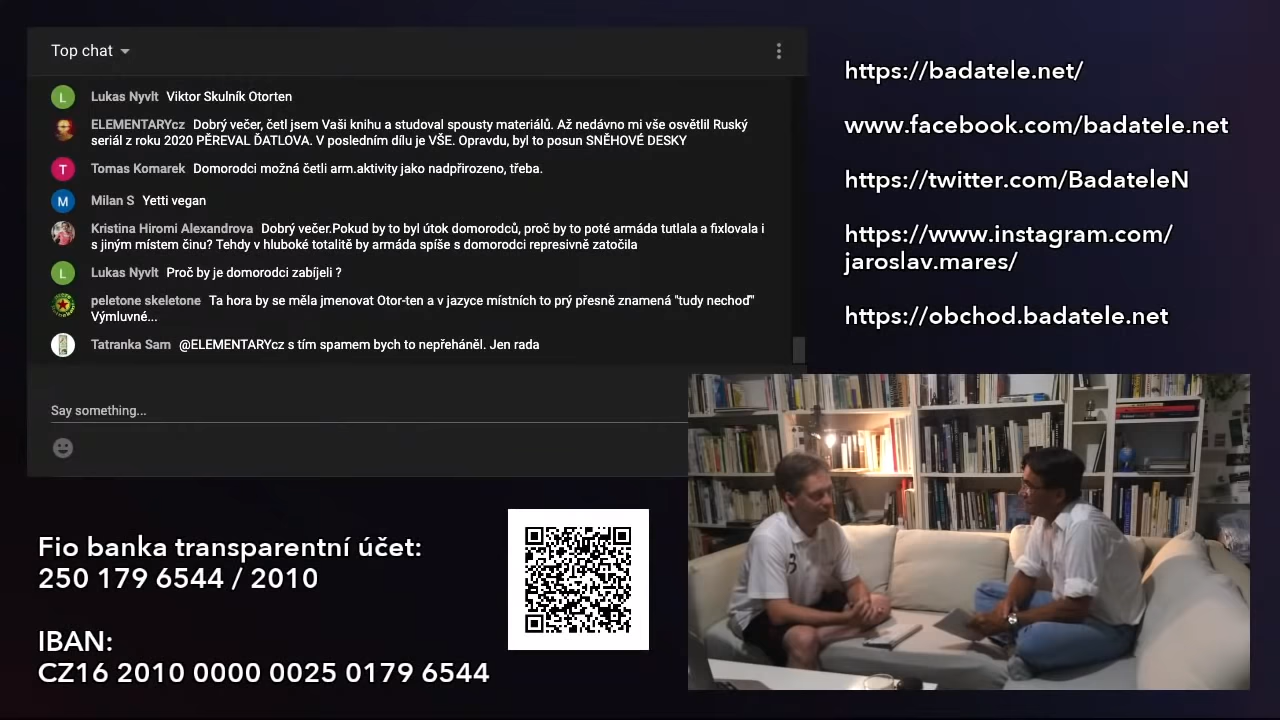 Top chat
L Lukas Nyvlt Viktor Skulník Otorten
ELEMENTARYcz Dobrý večer, četl jsem Vaši knihu a studoval spousty materiálů. Až nedávno mi vše osvětlil Ruský
seriál z roku 2020 PĚREVAL ĎATLOVA. V posledním dílu je VŠE. Opravdu, byl to posun SNĚHOVÉ DESKY
T Tomas Komarek Domorodci možná četli arm.aktivity jako nadpřirozeno, třeba.
M Milan S Yetti vegan
Kristina Hiromi Alexandrova Dobrý večer.Pokud by to byl útok domorodců, proč by to poté armáda tutlala a fixlovala i
s jiným místem činu? Tehdy v hluboké totalitě by armáda spíše s domorodci represivně zatočila
L Lukas Nyvlt Proč by je domorodci zabíjeli ?
peletone skeletone Ta hora by se měla jmenovat Otor-ten a v jazyce místních to prý přesně znamená "tudy nechoď"
Výmluvné...
Tatranka Sam @ELEMENTARYcz s tím spamem bych to nepřeháněl. Jen rada
Say something...
https://badatele.net/
www.facebook.com/badatele.net
https://twitter.com/BadateleN
https://www.instagram.com/
jaroslav.mares/
https://obchod.badatele.net
Fio banka transparentní účet:
250 179 6544 / 2010
IBAN:
CZ16 2010 0000 0025 0179 6544